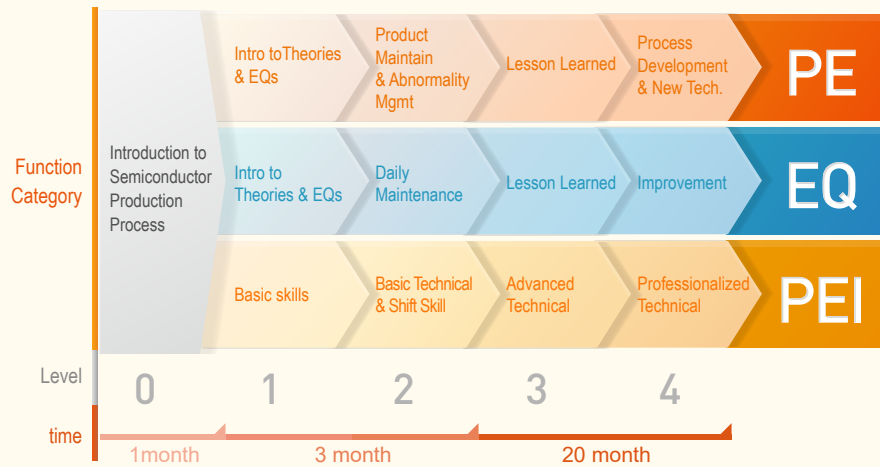 Function
Category
Introduction to
Semiconductor
Production
Process
Intro toTheories
& EQs
Product
Maintain
& Abnormality
Mgmt
Lesson Learned
Process
Development
& New Tech.
PE
Intro to
Theories & EQs
Daily
Maintenance
Lesson Learned
Improvement
EQ
Basic skills
Basic Technical
& Shift Skill
Advanced
Technical
Professionalized
Technical
PEI
Level
0
1
2
3
4
time
1month
3 month
20 month